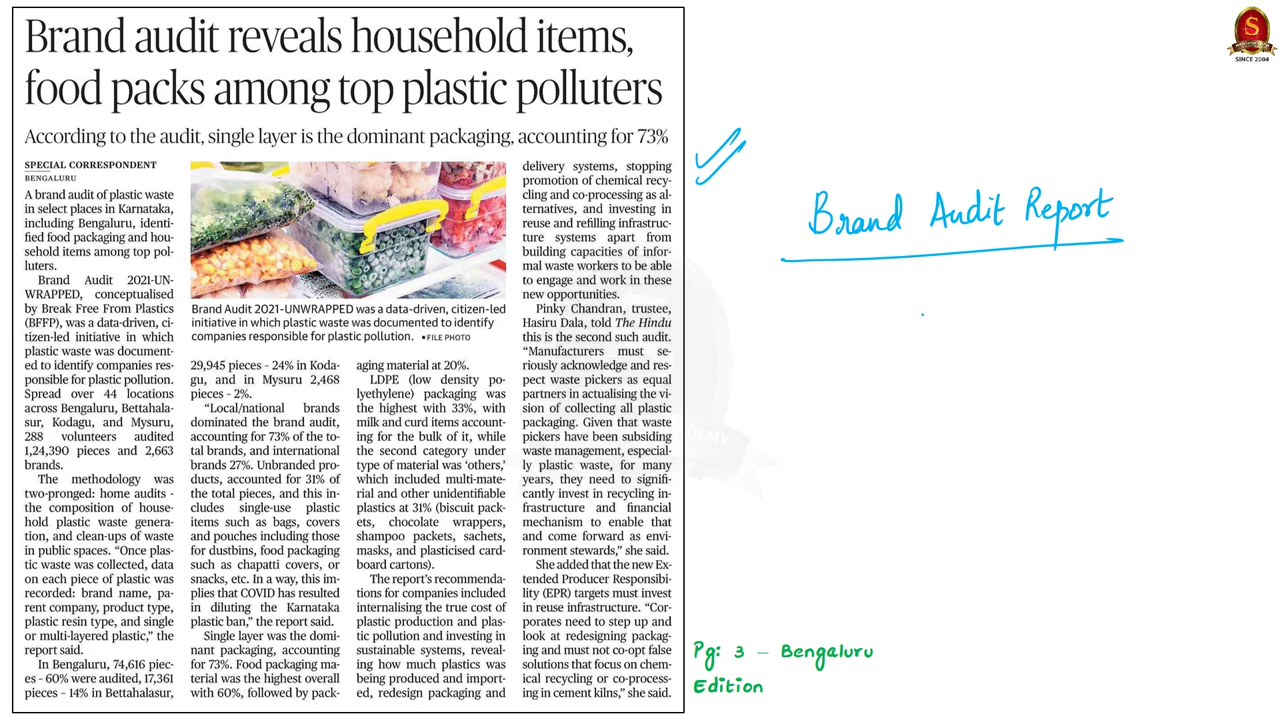 Brand audit reveals household items,
food packs among top plastic polluters
According to the audit, single layer is the dominant packaging, accounting for 73%
SPECIAL CORRESPONDENT
BENGALURU
A brand audit of plastic waste
in select places in Karnataka,
including Bengaluru, identi-
fied food packaging and hou-
sehold items among top pol-
luters.
Brand Audit 2021-UN-
WRAPPED, conceptualised
by Break Free From Plastics
(BFFP), was a data-driven, ci-
tizen-led initiative in which
plastic waste was document-
ed to identify companies res-
ponsible for plastic pollution.
Spread over 44 locations
across Bengaluru, Bettahala-
sur, Kodagu, and Mysuru,
288 volunteers audited
1,24,390 pieces and 2,663
brands.
The methodology was
two-pronged: home audits -
the composition of house-
hold plastic waste genera-
tion, and clean-ups of waste
in public spaces. “Once plas-
tic waste was collected, data
on each piece of plastic was
recorded: brand name, pa-
rent company, product type,
plastic resin type, and single
or multi-layered plastic,” the
report said.
In Bengaluru, 74,616 piec-
es - 60% were audited, 17,361
pieces - 14% in Bettahalasur,
Brand Audit 2021-UNWRAPPED was a data-driven, citizen-led
initiative in which plastic waste was documented to identify
companies responsible for plastic pollution. ▪ FILE PHOTO
29,945 pieces - 24% in Koda-
gu, and in Mysuru 2,468
pieces - 2%.
“Local/national brands
dominated the brand audit,
accounting for 73% of the to-
tal brands, and international
brands 27%. Unbranded pro-
ducts, accounted for 31% of
the total pieces, and this in-
cludes single-use plastic
items such as bags, covers
and pouches including those
for dustbins, food packaging
such as chapatti covers, or
snacks, etc. In a way, this im-
plies that COVID has resulted
in diluting the Karnataka
plastic ban,” the report said.
Single layer was the domi-
nant packaging, accounting
for 73%. Food packaging ma-
terial was the highest overall
with 60%, followed by pack-
aging material at 20%.
LDPE (low density po-
lyethylene) packaging was
the highest with 33%, with
milk and curd items account-
ing for the bulk of it, while
the second category under
type of material was ‘others,’
which included multi-mate-
rial and other unidentifiable
plastics at 31% (biscuit pack-
ets, chocolate wrappers,
shampoo packets, sachets,
masks, and plasticised card-
board cartons).
The report’s recommenda-
tions for companies included
internalising the true cost of
plastic production and plas-
tic pollution and investing in
sustainable systems, reveal-
ing how much plastics was
being produced and import-
ed, redesign packaging and
delivery systems, stopping
promotion of chemical recy-
cling and co-processing as al-
ternatives, and investing in
reuse and refilling infrastruc-
ture systems apart from
building capacities of infor-
mal waste workers to be able
to engage and work in these
new opportunities.
Pinky Chandran, trustee,
Hasiru Dala, told The Hindu
this is the second such audit.
“Manufacturers must se-
riously acknowledge and res-
pect waste pickers as equal
partners in actualising the vi-
sion of collecting all plastic
packaging. Given that waste
pickers have been subsiding
waste management, especial-
ly plastic waste, for many
years, they need to signifi-
cantly invest in recycling in-
frastructure and financial
mechanism to enable that
and come forward as envi-
ronment stewards,” she said.
She added that the new Ex-
tended Producer Responsibi-
lity (EPR) targets must invest
in reuse infrastructure. “Cor-
porates need to step up and
look at redesigning packag-
ing and must not co-opt false
solutions that focus on chem-
ical recycling or co-process-
ing in cement kilns,” she said.
Brand Audit Report
Pg: 3 – Bengaluru
Edition
S
SINCE 2004